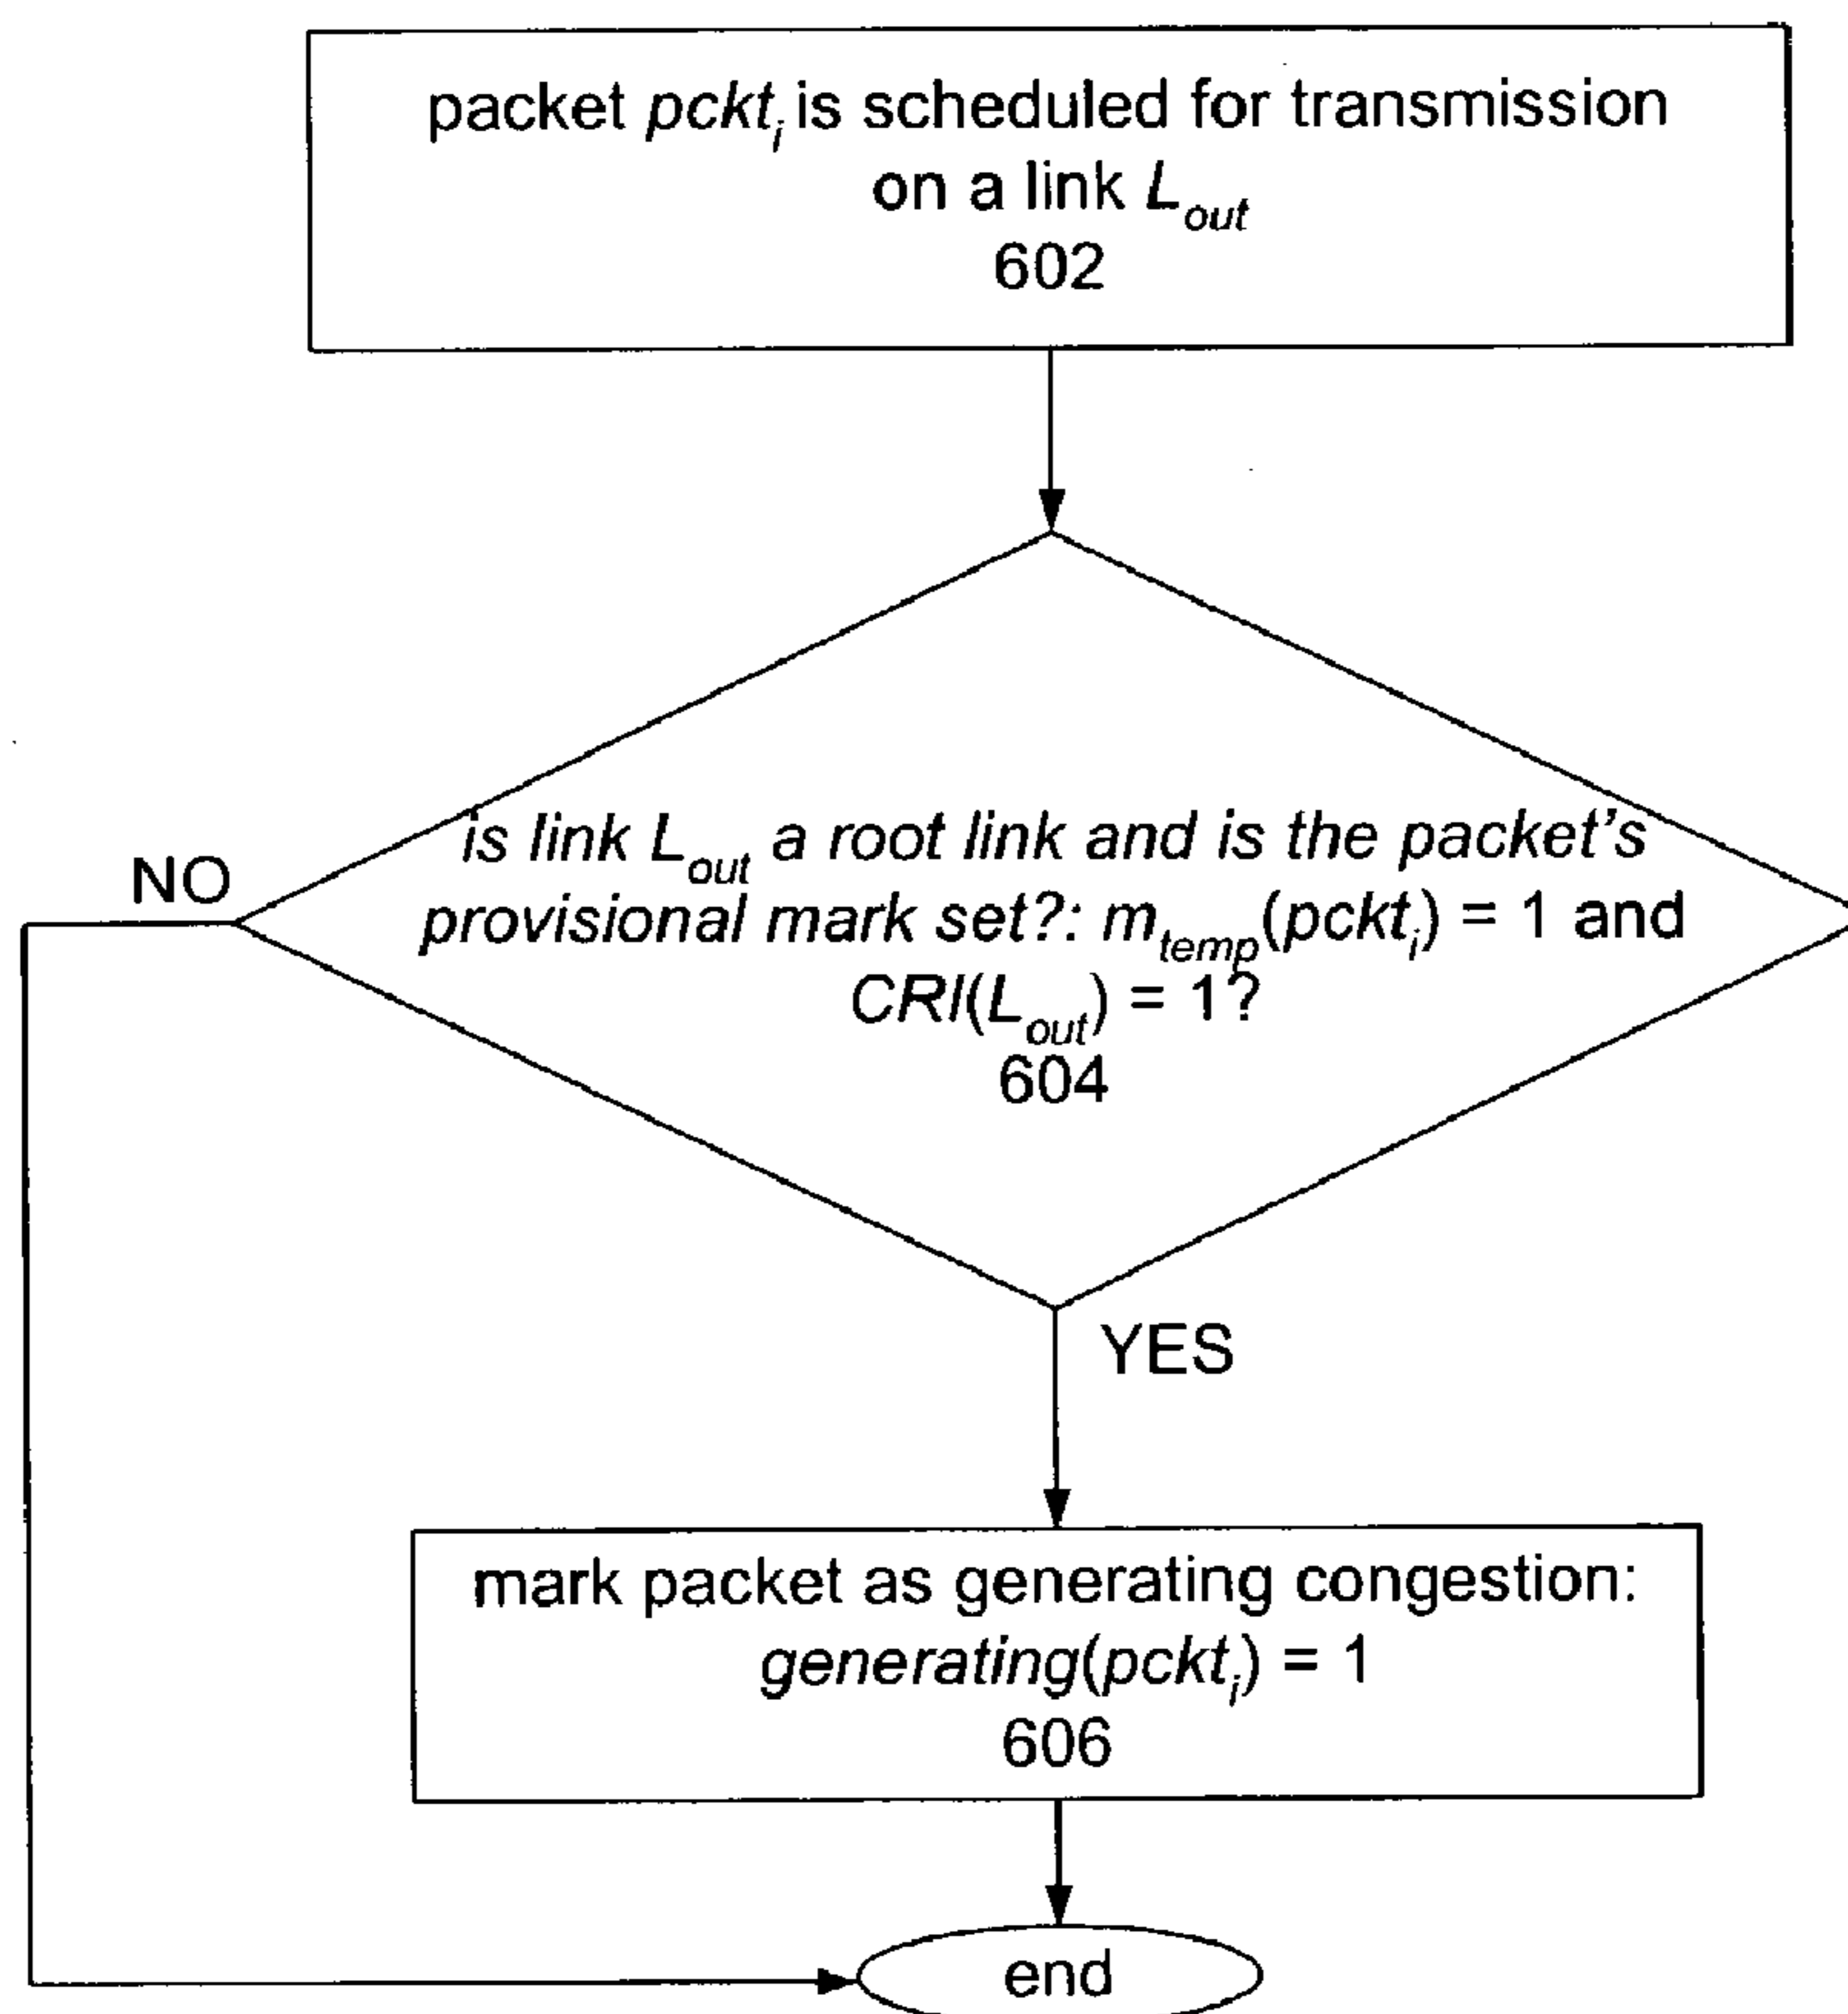 packet pckt_i is scheduled for transmission
on a link L_out
602
is link L_out a root link and is the packet's
provisional mark set?: m_temp(pckt_i) = 1 and
CRI(L_out) = 1?
604
NO
YES
mark packet as generating congestion:
generating(pckt_i) = 1
606
end